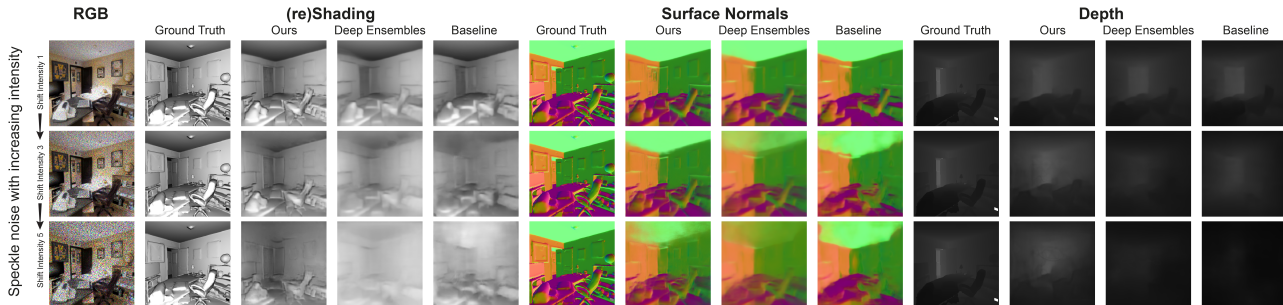 RGB (re)Shading Surface Normals Depth
Ground Truth Ours Deep Ensembles Baseline Ground Truth Ours Deep Ensembles Baseline Ground Truth Ours Deep Ensembles Baseline
Speckle noise with increasing intensity
Shift Intensity 1
Shift Intensity 3
Shift Intensity 5